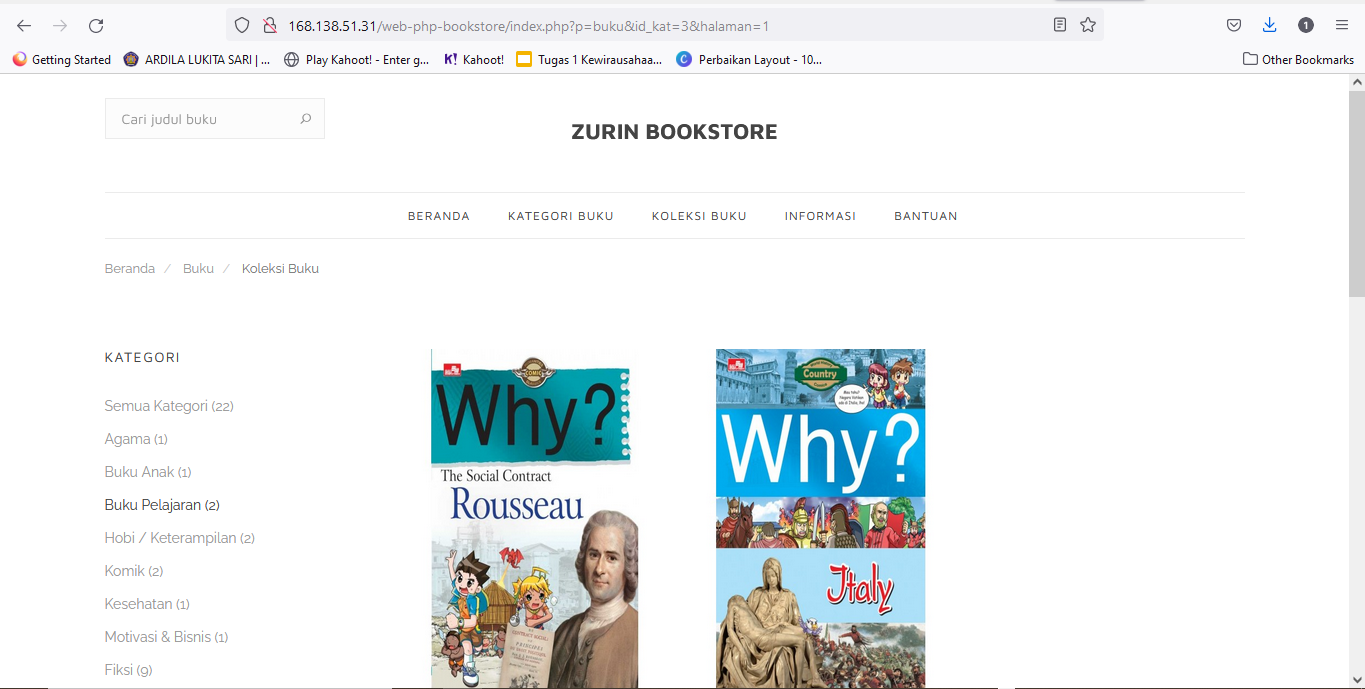 168.138.51.31/web-php-bookstore/index.php?p=buku&id_kat=3&halaman=1
1
Getting Started
ARDILA LUKITA SARI | ...
Play Kahoot! - Enter g...
K! Kahoot!
Tugas 1 Kewirausahaa...
C Perbaikan Layout - 10...
Other Bookmarks
Cari judul buku
ZURIN BOOKSTORE
BERANDA KATEGORI BUKU KOLEKSI BUKU INFORMASI BANTUAN
Beranda / Buku / Koleksi Buku
KATEGORI
Semua Kategori (22)
Agama (1)
Buku Anak (1)
Buku Pelajaran (2)
Hobi / Keterampilan (2)
Komik (2)
Kesehatan (1)
Motivasi & Bisnis (1)
Fiksi (9)
COMIC
Why?
The Social Contract
Rousseau
Country
Why?
Italy